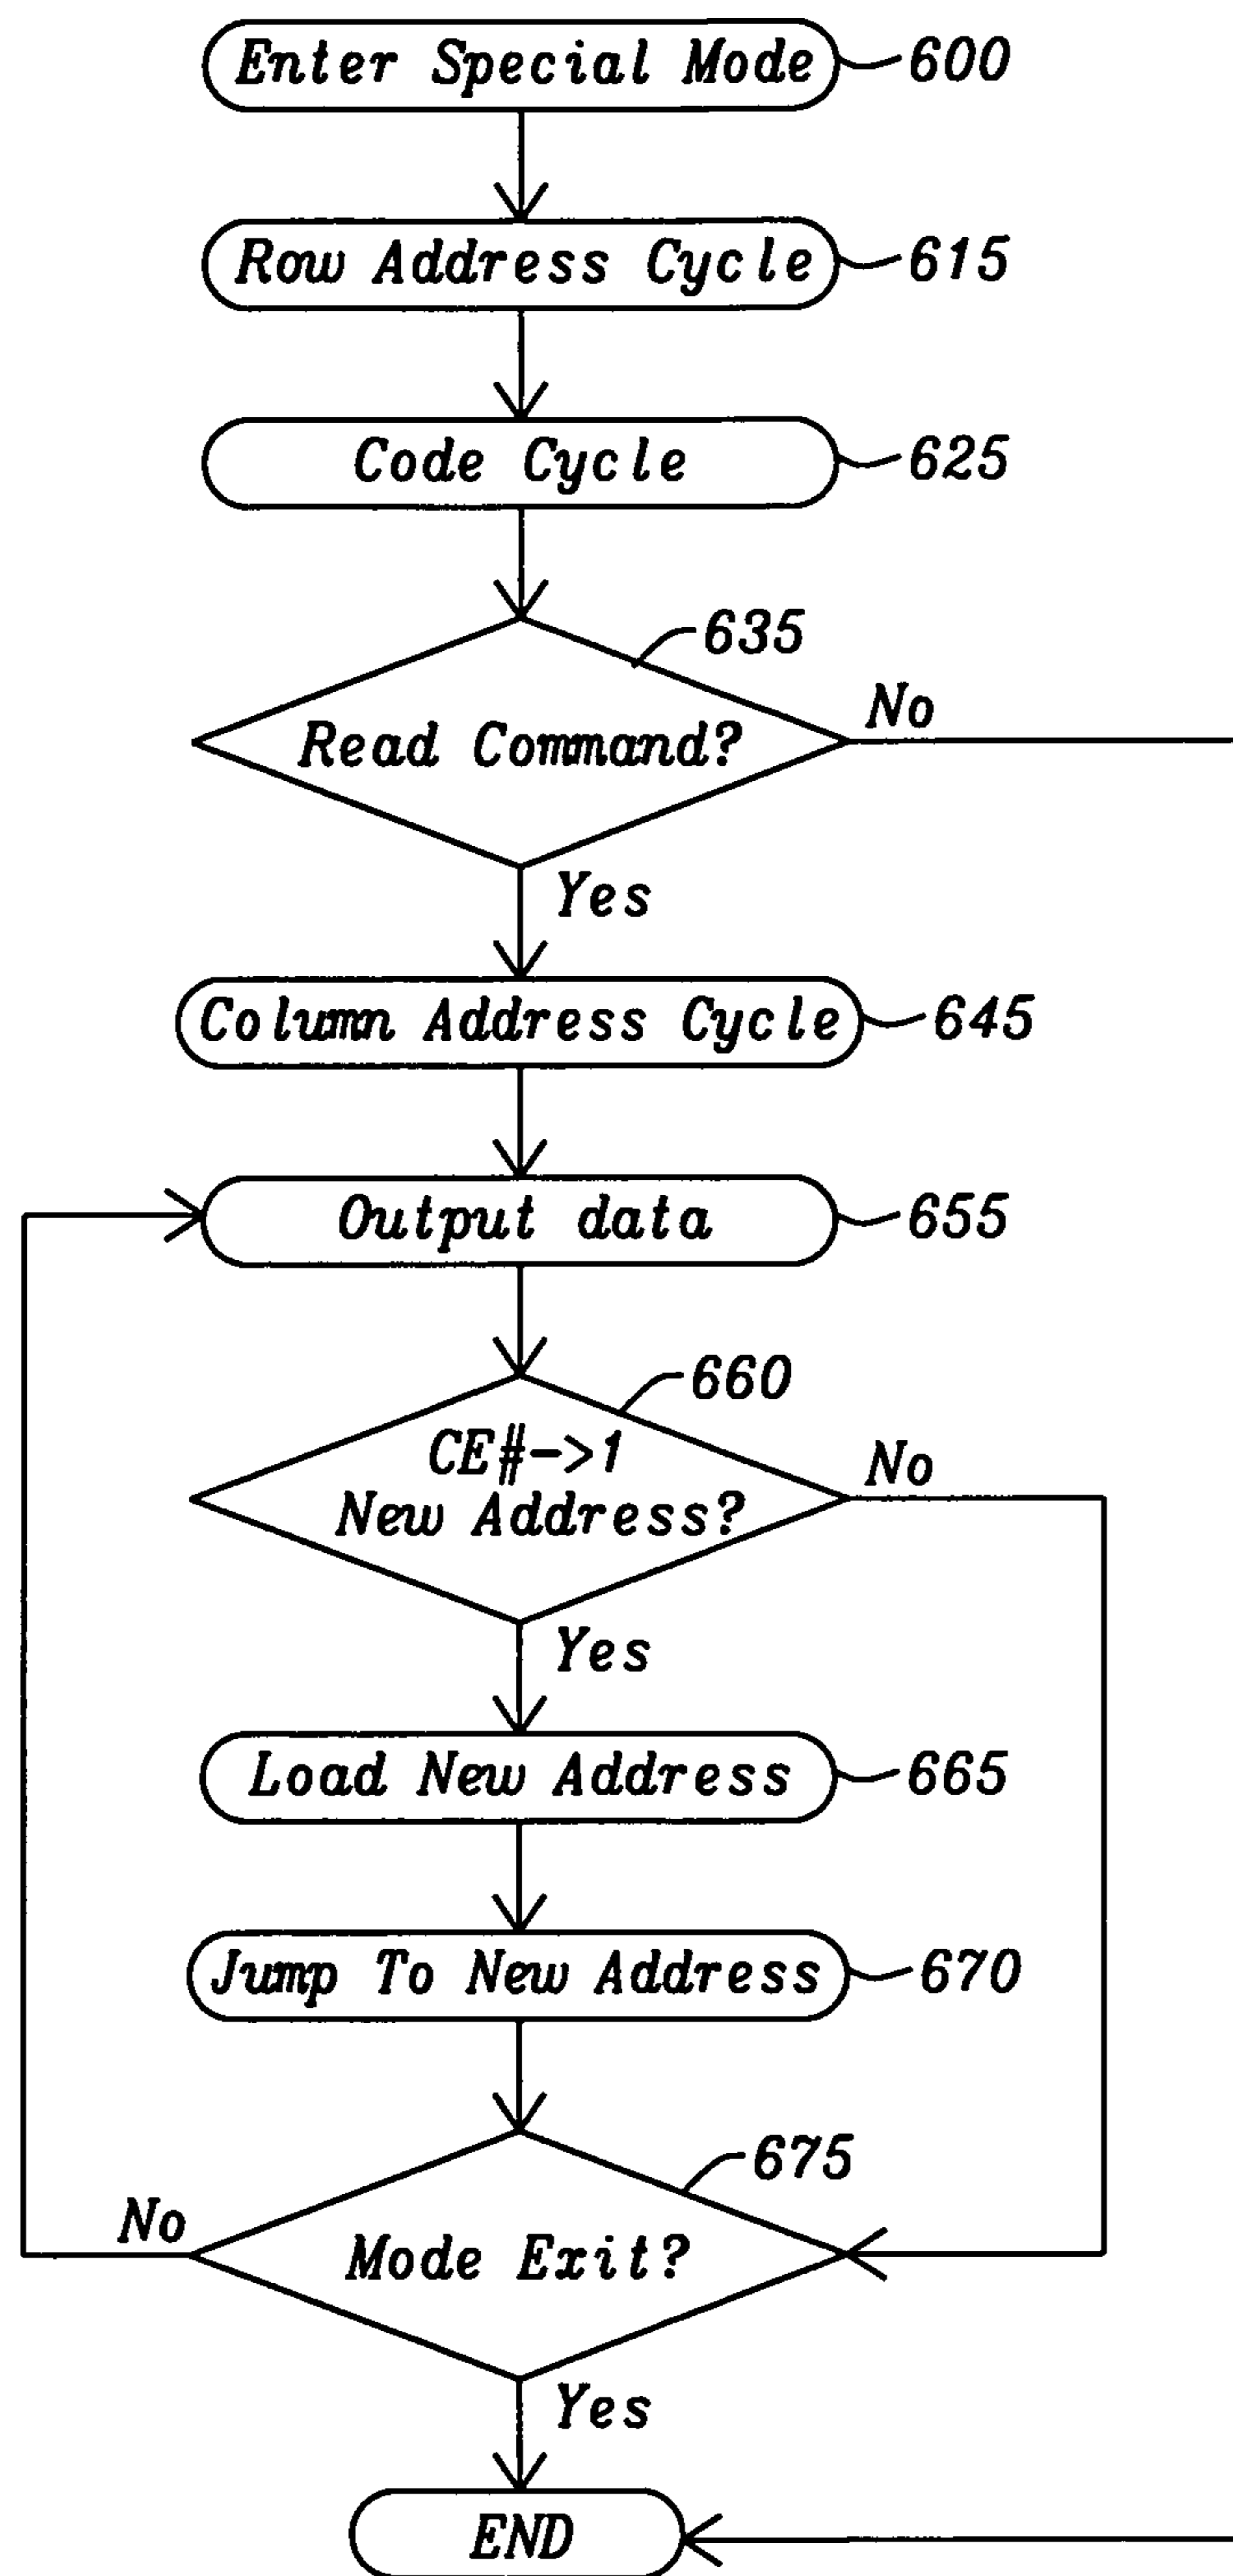 Enter Special Mode 600
Row Address Cycle 615
Code Cycle 625
635
Read Command?
No
Yes
Column Address Cycle 645
Output data 655
660
CE#->1
New Address?
No
Yes
Load New Address 665
Jump To New Address 670
675
No
Mode Exit?
Yes
END